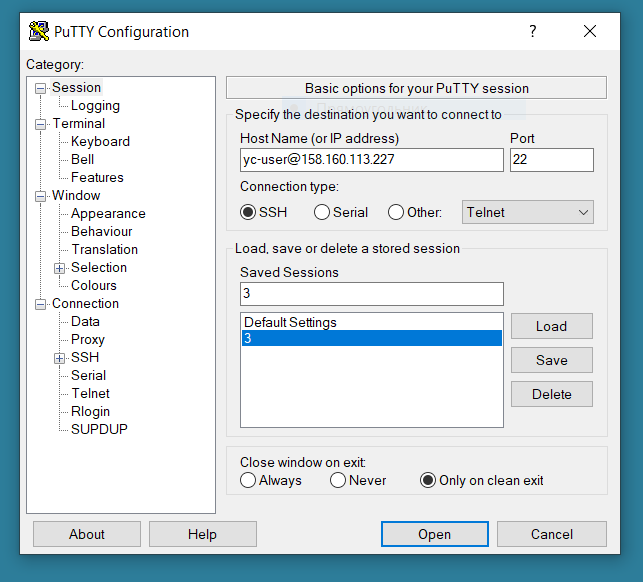 PuTTY Configuration
Category:
Session
Logging
Terminal
Keyboard
Bell
Features
Window
Appearance
Behaviour
Translation
Selection
Colours
Connection
Data
Proxy
SSH
Serial
Telnet
Rlogin
SUPDUP
Basic options for your PuTTY session
Specify the destination you want to connect to
Host Name (or IP address) Port
yc-user@158.160.113.227 22
Connection type:
SSH Serial Other: Telnet
Load, save or delete a stored session
Saved Sessions
3
Default Settings
3
Load
Save
Delete
Close window on exit:
Always Never Only on clean exit
About Help Open Cancel